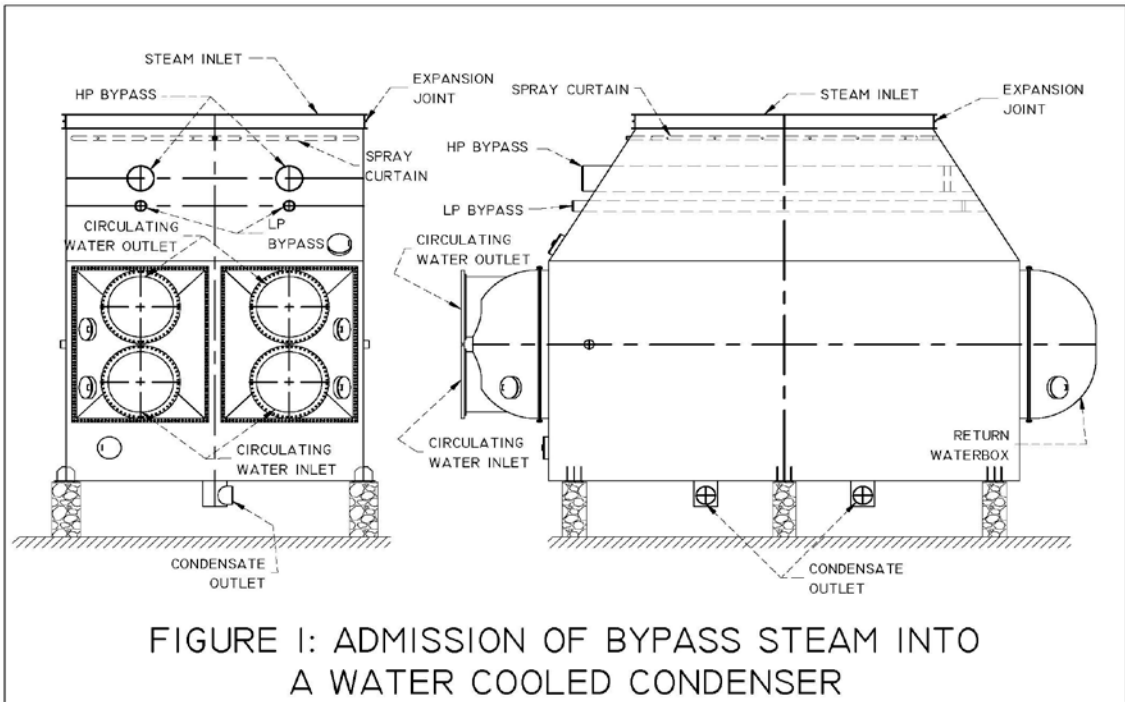 STEAM INLET
HP BYPASS
EXPANSION
JOINT
SPRAY
CURTAIN
CIRCULATING
WATER OUTLET
LP
BYPASS
CIRCULATING
WATER INLET
CONDENSATE
OUTLET
SPRAY CURTAIN
STEAM INLET
EXPANSION
JOINT
HP BYPASS
LP BYPASS
CIRCULATING
WATER OUTLET
CIRCULATING
WATER INLET
RETURN
WATERBOX
CONDENSATE
OUTLET
FIGURE 1: ADMISSION OF BYPASS STEAM INTO
A WATER COOLED CONDENSER